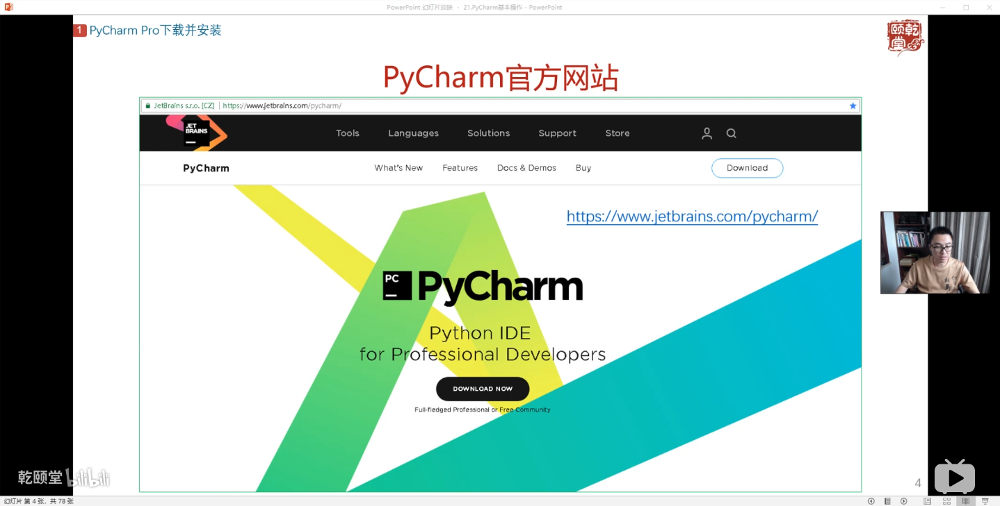 PowerPoint 幻灯片放映 - 21.PyCharm基本操作 - PowerPoint
1 PyCharm Pro下载并安装
颐乾堂
PyCharm官方网站
JetBrains s.r.o. [CZ] | https://www.jetbrains.com/pycharm/
JET BRAINS
Tools Languages Solutions Support Store
PyCharm What's New Features Docs & Demos Buy Download
https://www.jetbrains.com/pycharm/
PC PyCharm
Python IDE
for Professional Developers
DOWNLOAD NOW
Full-fledged Professional or Free Community
乾颐堂 bilibili
4
幻灯片 第 4 张，共 78 张